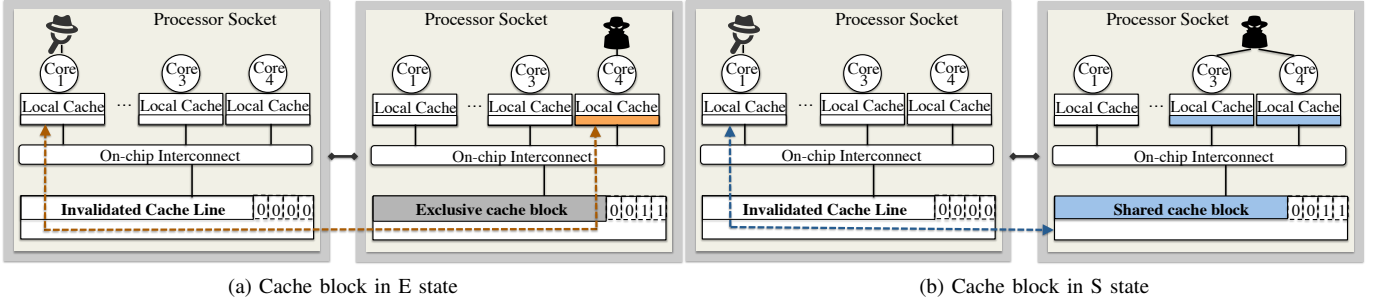 Processor Socket
Core 1
Core 3
Core 4
Local Cache ... Local Cache Local Cache
On-chip Interconnect
Invalidated Cache Line 0 0 0 0
Processor Socket
Core 1
Core 3
Core 4
Local Cache ... Local Cache Local Cache
On-chip Interconnect
Exclusive cache block 0 0 1 1
(a) Cache block in E state
Processor Socket
Core 1
Core 3
Core 4
Local Cache ... Local Cache Local Cache
On-chip Interconnect
Invalidated Cache Line 0 0 0 0
Processor Socket
Core 1
Core 3
Core 4
Local Cache ... Local Cache Local Cache
On-chip Interconnect
Shared cache block 0 0 1 1
(b) Cache block in S state